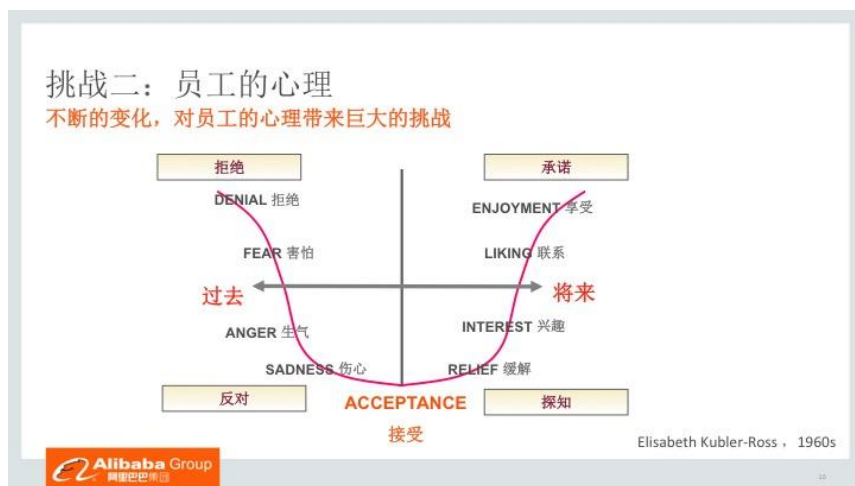 挑战二：员工的心理
不断的变化，对员工的心理带来巨大的挑战
拒绝
承诺
DENIAL 拒绝
ENJOYMENT 享受
FEAR 害怕
LIKING 联系
过去
将来
ANGER 生气
INTEREST 兴趣
SADNESS 伤心
RELIEF 缓解
反对
ACCEPTANCE
探知
接受
Elisabeth Kubler-Ross ，1960s
Alibaba Group
阿里巴巴集团